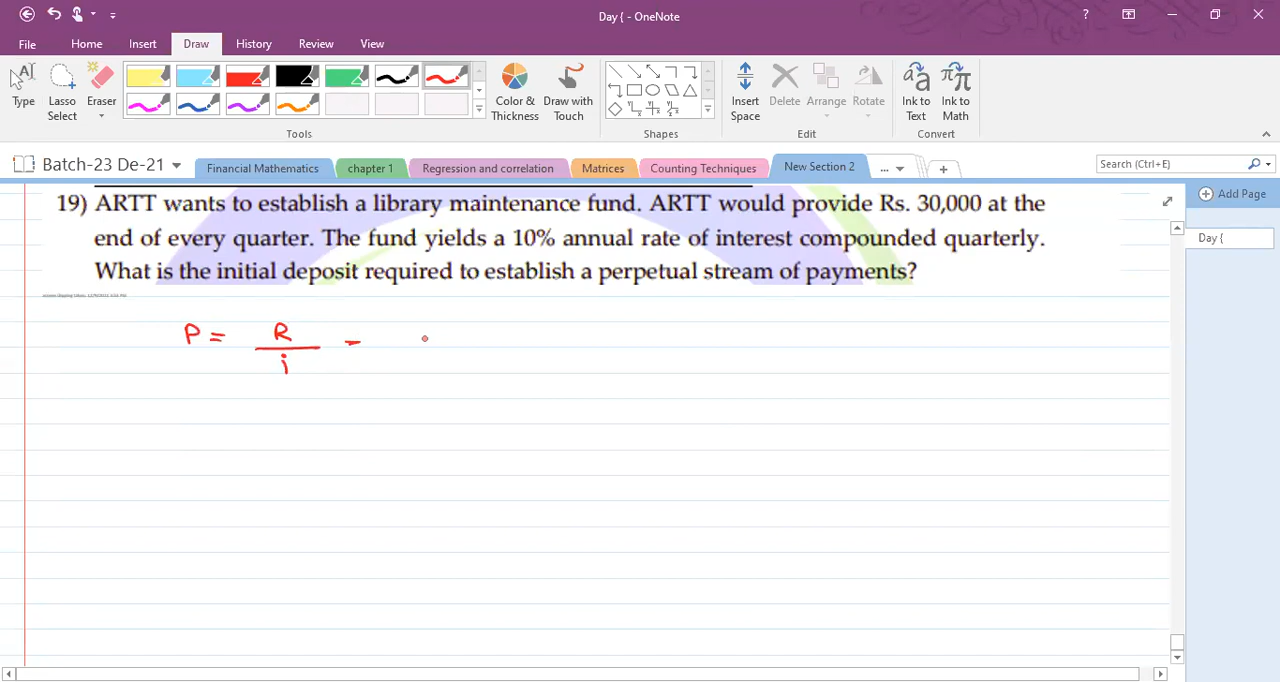 Day { - OneNote
?
File Home Insert Draw History Review View
Type
Lasso Select
Eraser
Color & Thickness
Draw with Touch
Insert Space
Delete
Arrange
Rotate
Ink to Text
Ink to Math
Tools
Shapes
Edit
Convert
Batch-23 De-21
Financial Mathematics
chapter 1
Regression and correlation
Matrices
Counting Techniques
New Section 2
...
Search (Ctrl+E)
Add Page
Day {
19) ARTT wants to establish a library maintenance fund. ARTT would provide Rs. 30,000 at the
end of every quarter. The fund yields a 10% annual rate of interest compounded quarterly.
What is the initial deposit required to establish a perpetual stream of payments?
P = R
i
-